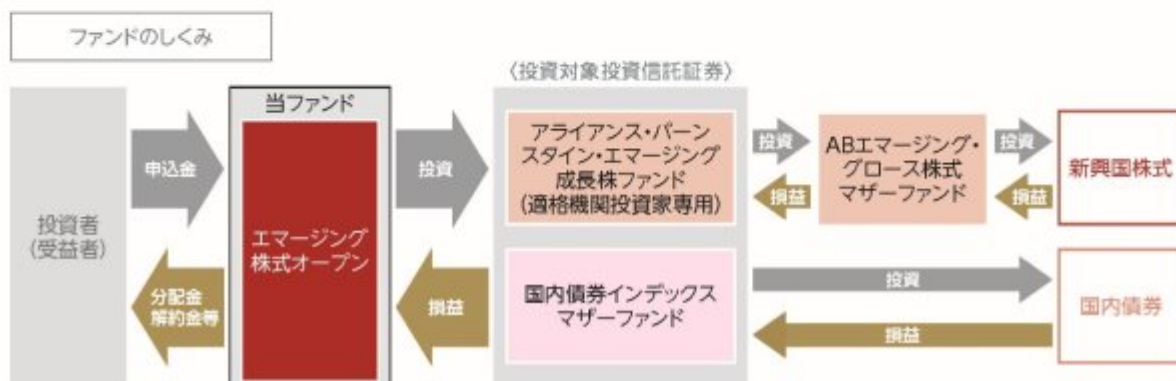 ファンドのしくみ
〈投資対象投資信託証券〉
投資者
(受益者)
申込金
分配金
解約金等
当ファンド
エマージング
株式オープン
投資
損益
アライアンス・バーン
スタイン・エマージング
成長株ファンド
(適格機関投資家専用)
投資
損益
ABエマージング・
グロース株式
マザーファンド
投資
損益
新興国株式
国内債券インデックス
マザーファンド
投資
損益
国内債券